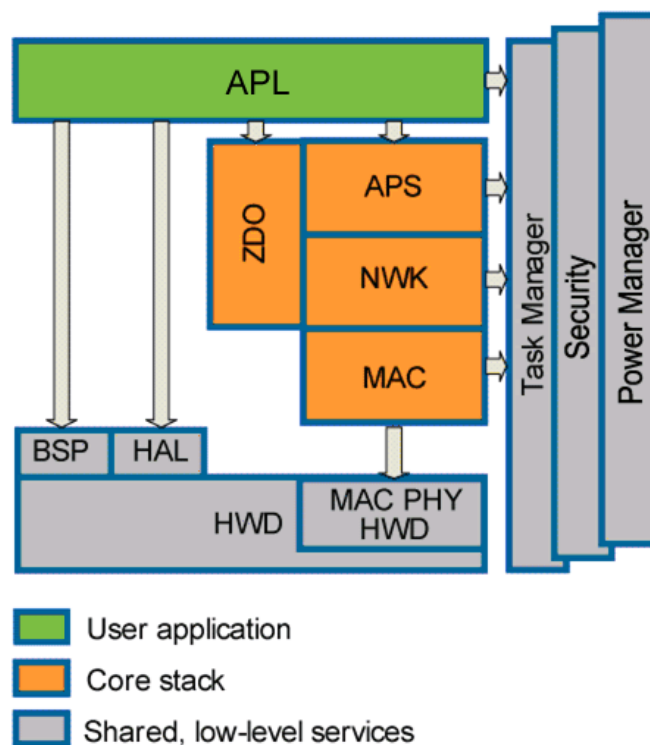 APL
ZDO
APS
NWK
MAC
BSP
HAL
HWD
MAC PHY
HWD
Task Manager
Security
Power Manager
User application
Core stack
Shared, low-level services